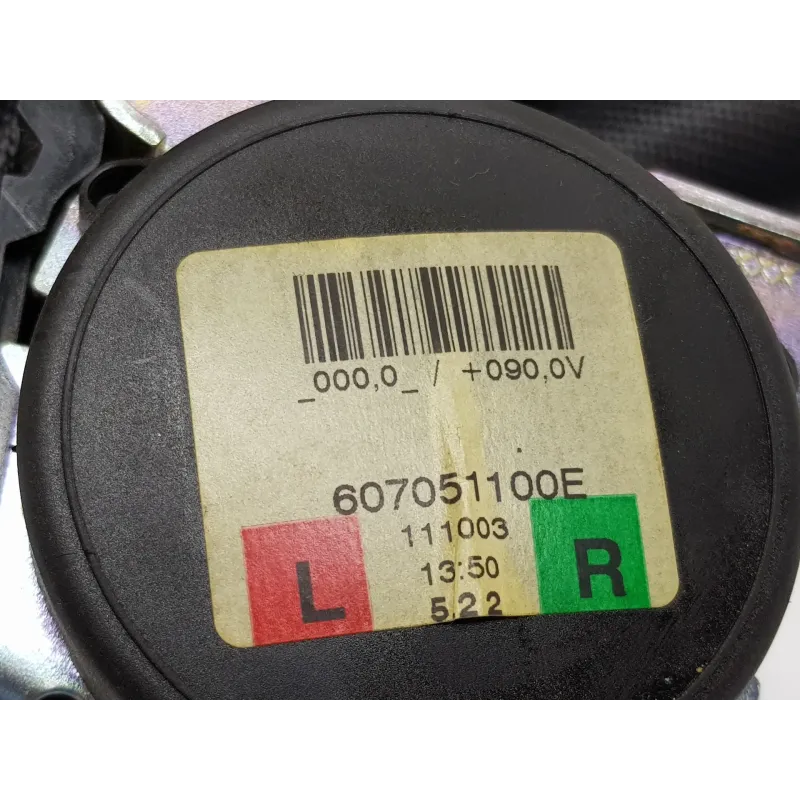 _000,0_ / +090,0V
607051100E
111003
13:50
5.2 2
L
R